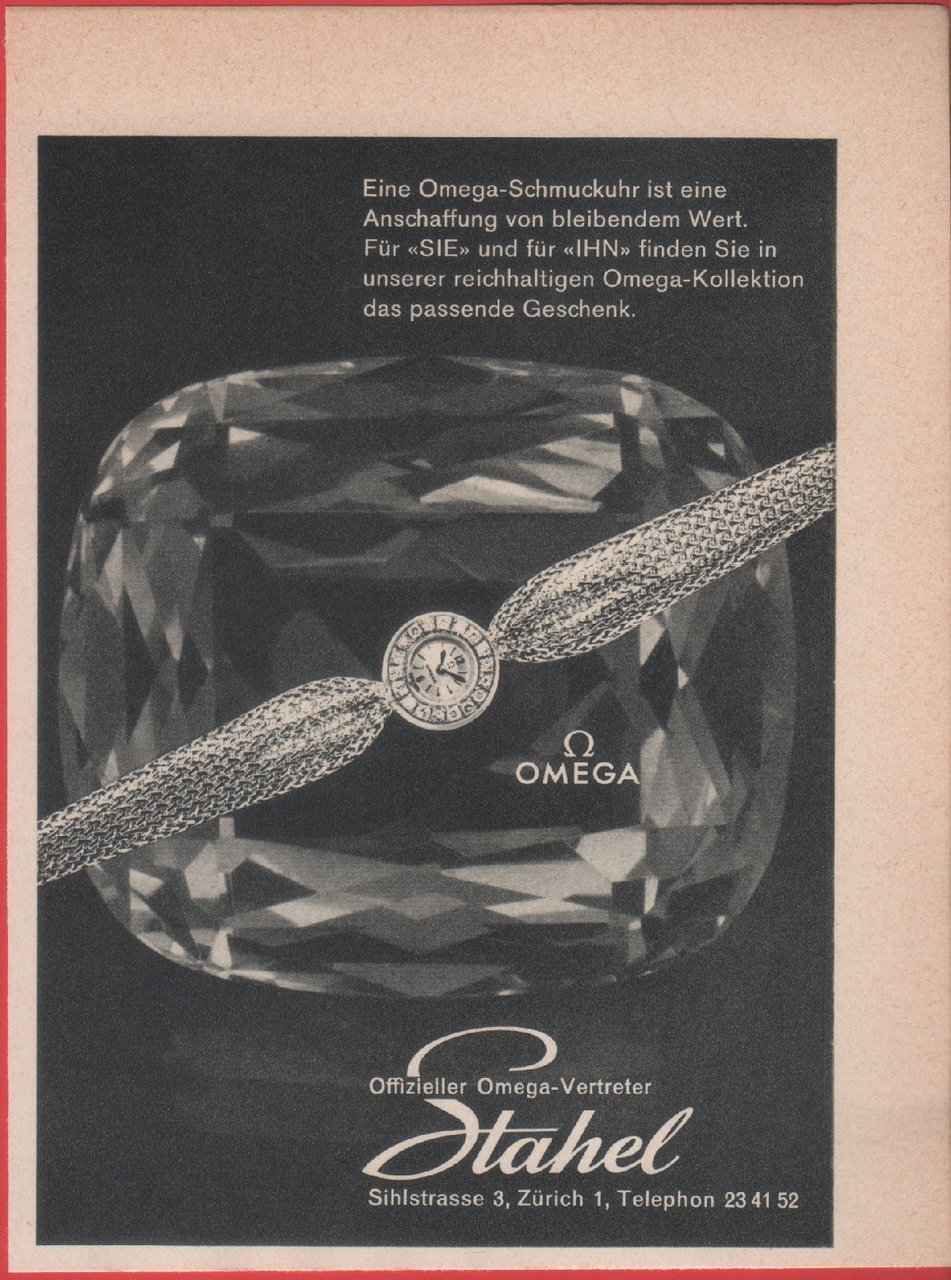 Eine Omega-Schmuckuhr ist eine
Anschaffung von bleibendem Wert.
Für «SIE» und für «IHN» finden Sie in
unserer reichhaltigen Omega-Kollektion
das passende Geschenk.
Ω
OMEGA
Offizieller Omega-Vertreter
Stahel
Sihlstrasse 3, Zürich 1, Telephon 23 41 52